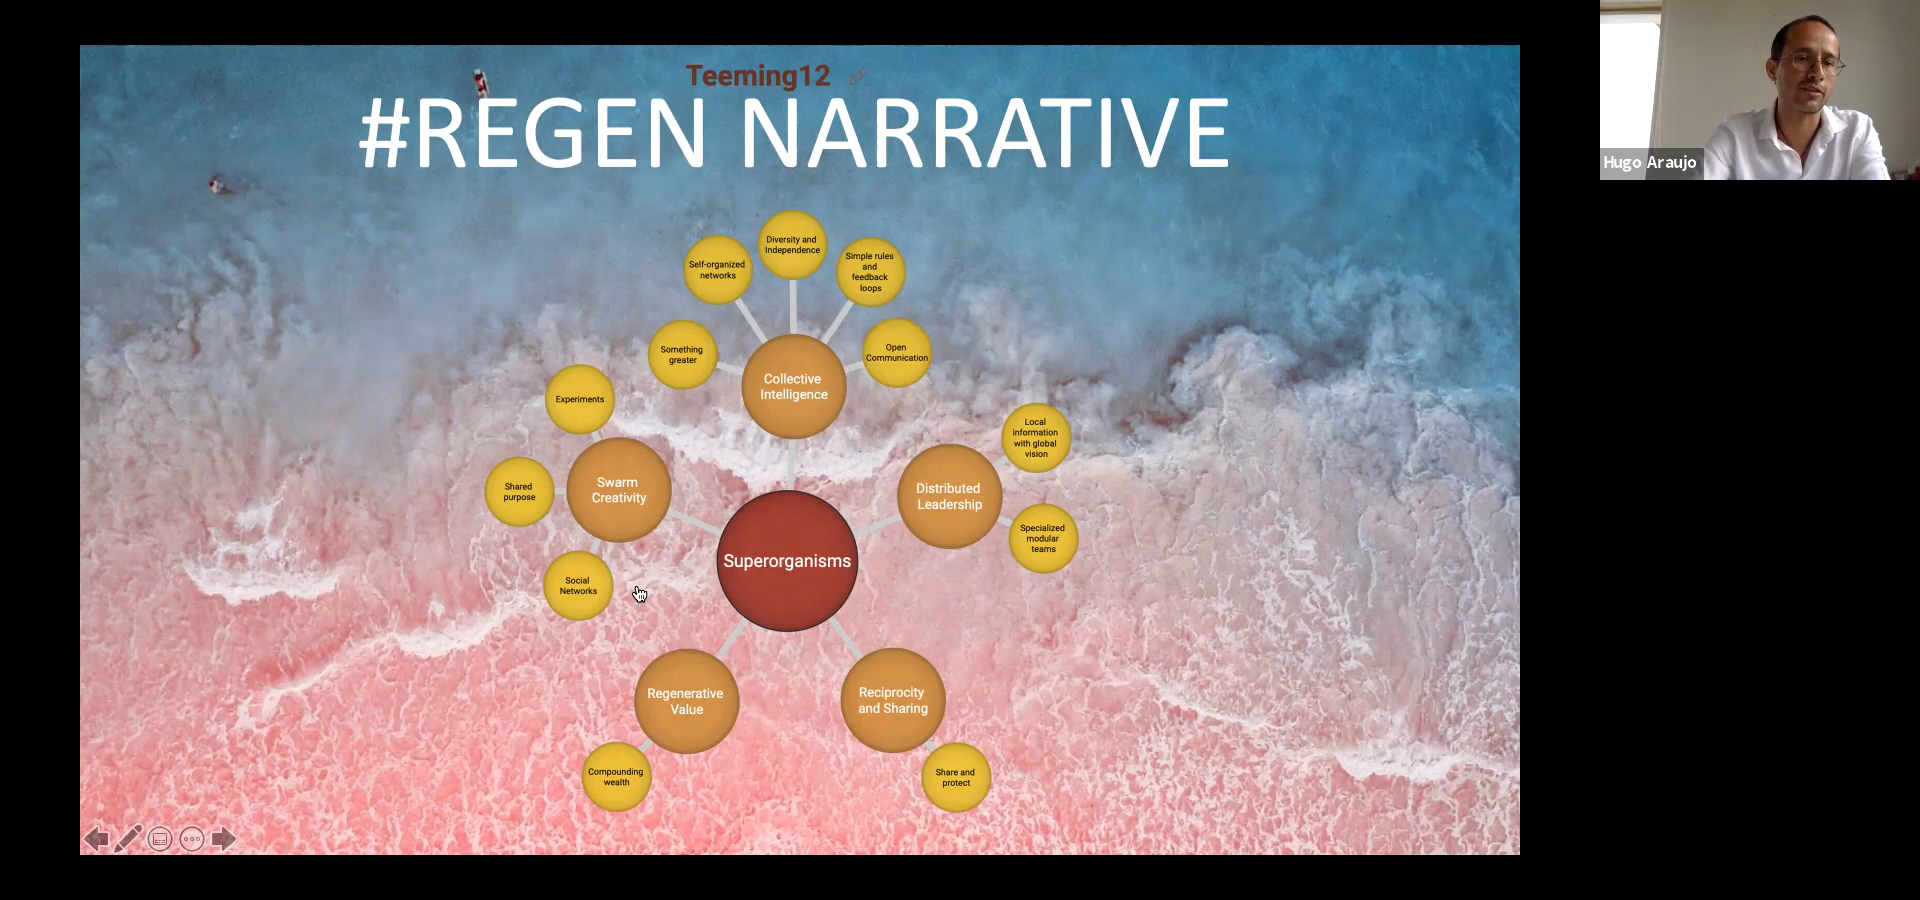 Teeming12
#REGEN NARRATIVE
Diversity and
Independence
Self-organized
networks
Simple rules
and
feedback
loops
Something
greater
Open
Communication
Collective
Intelligence
Experiments
Local
information
with global
vision
Shared
purpose
Swarm
Creativity
Distributed
Leadership
Specialized
modular
teams
Social
Networks
Superorganisms
Regenerative
Value
Reciprocity
and Sharing
Compounding
wealth
Share and
protect
Hugo Araujo